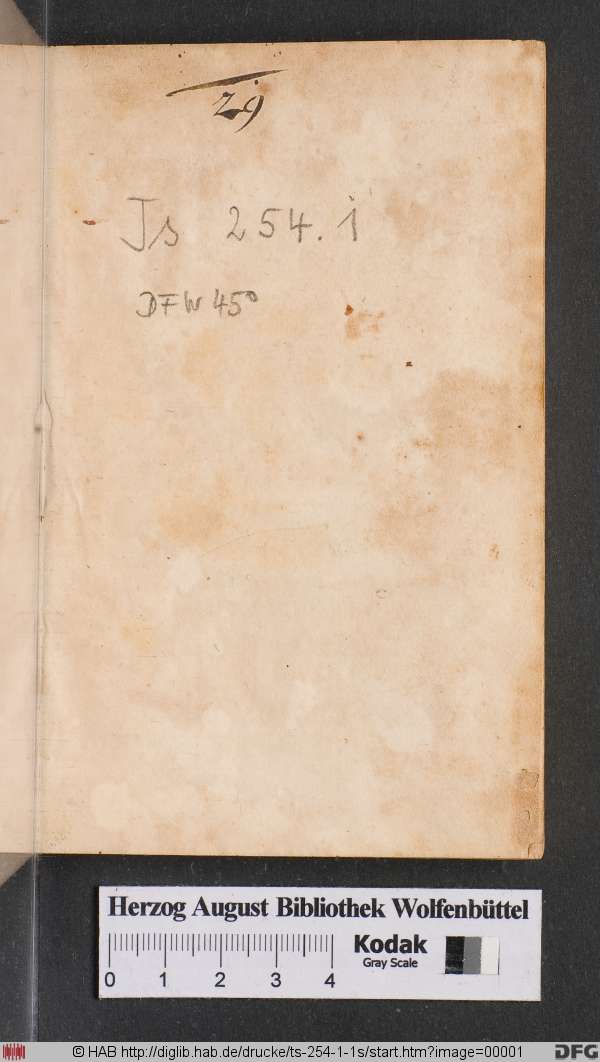 29
Ts 254.1
DFW 45°
Herzog August Bibliothek Wolfenbüttel
0 1 2 3 4
Kodak
Gray Scale
© HAB http://diglib.hab.de/drucke/ts-254-1-1s/start.htm?image=00001
DFG